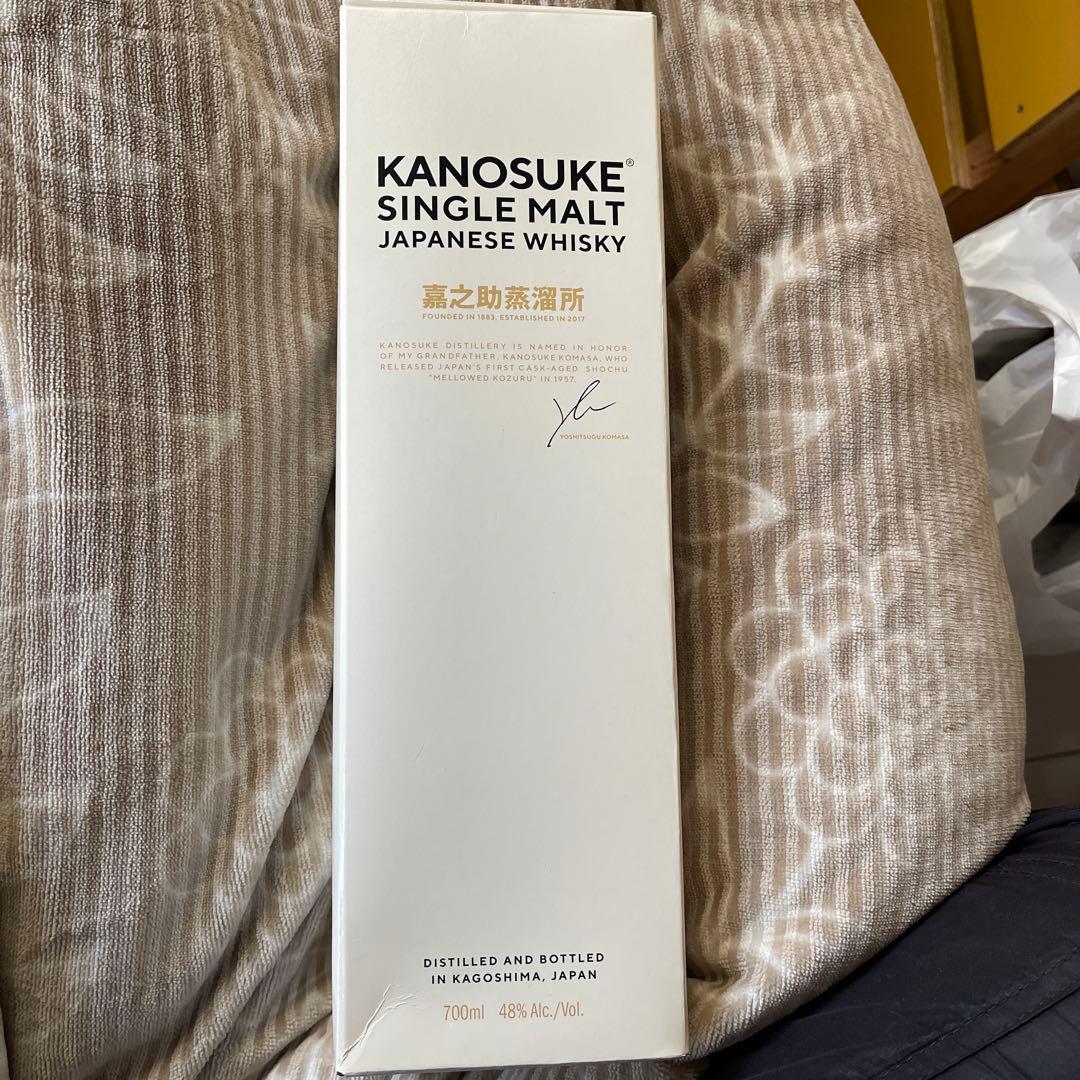 KANOSUKE®
SINGLE MALT
JAPANESE WHISKY
嘉之助蒸溜所
FOUNDED IN 1883, ESTABLISHED IN 2017
KANOSUKE DISTILLERY IS NAMED IN HONOR
OF MY GRANDFATHER, KANOSUKE KOMASA, WHO
RELEASED JAPAN'S FIRST CASK-AGED SHOCHU
"MELLOWED KOZURU" IN 1957.
YOSHITSUGU KOMASA
DISTILLED AND BOTTLED
IN KAGOSHIMA, JAPAN
700ml 48% Alc./Vol.